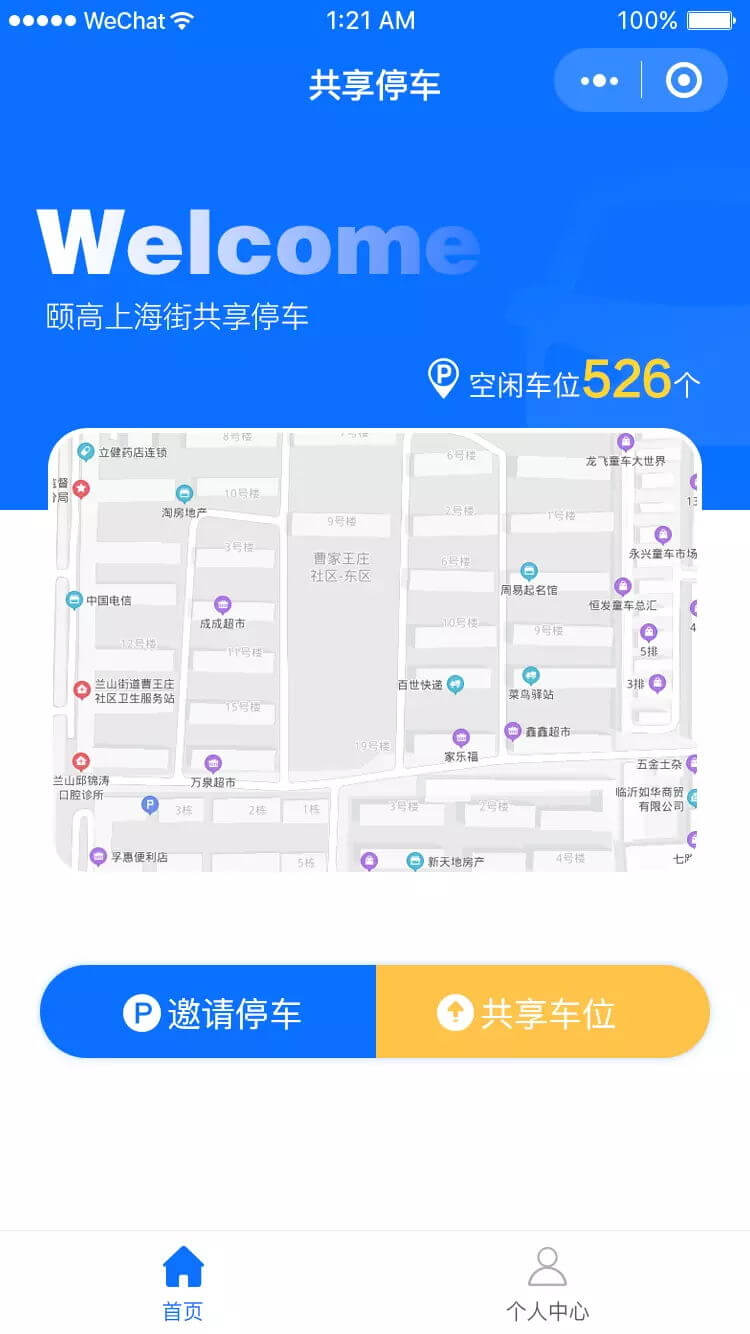 WeChat 1:21 AM 100%
共享停车
Welcome
颐高上海街共享停车
P 空闲车位526个
8号楼
6号楼
龙飞童车大世界
立健药店连锁
10号楼
淘房地产
2号楼
1号楼
9号楼
3号楼
曹家王庄
社区-东区
永兴童车市场
6号楼
周易起名馆
中国电信
成成超市
恒发童车总汇
10号楼
9号楼
12号楼
11号楼
5排
兰山街道曹王庄
社区卫生服务站
百世快递
菜鸟驿站
3排
15号楼
鑫鑫超市
19号楼
家乐福
五金土杂
兰山邸锦涛
口腔诊所
万泉超市
临沂如华商贸
有限公司
P
3栋
2栋
1栋
3号楼
2号楼
孚惠便利店
5栋
新天地房产
4号楼
P 邀请停车
共享车位
首页
个人中心